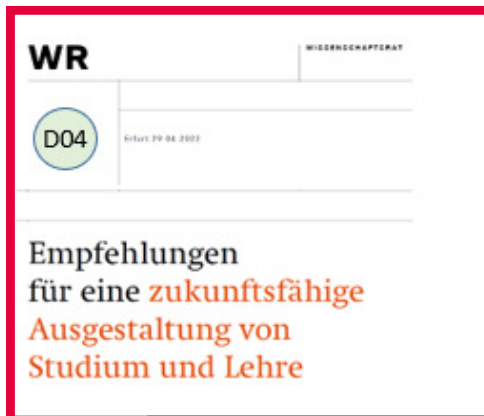 WR
WISSENSCHAFTSRAT
D04
Erfurt 29 04 2022
Empfehlungen
für eine zukunftsfähige
Ausgestaltung von
Studium und Lehre